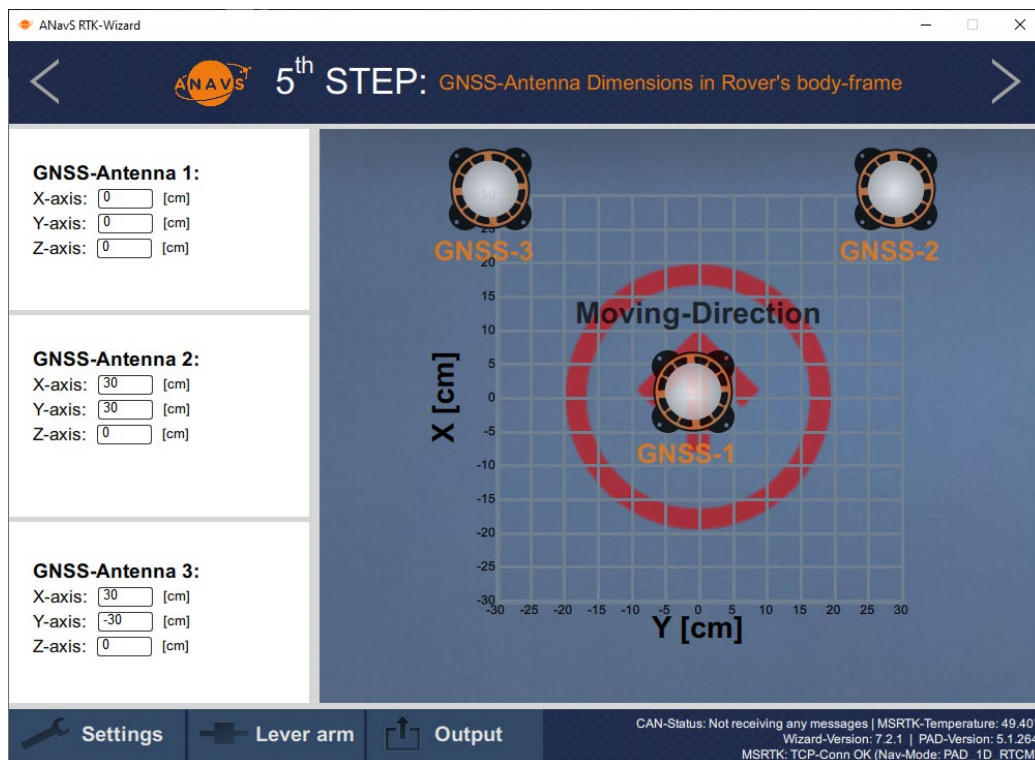 ANavS RTK-Wizard
ANAVS
5th STEP: GNSS-Antenna Dimensions in Rover's body-frame
GNSS-Antenna 1:
X-axis: 0 [cm]
Y-axis: 0 [cm]
Z-axis: 0 [cm]
GNSS-Antenna 2:
X-axis: 30 [cm]
Y-axis: 30 [cm]
Z-axis: 0 [cm]
GNSS-Antenna 3:
X-axis: 30 [cm]
Y-axis: -30 [cm]
Z-axis: 0 [cm]
30
25
GNSS-3
GNSS-2
20
15
Moving-Direction
10
5
X [cm]
0
-5
GNSS-1
-10
-15
-20
-25
-30
-30 -25 -20 -15 -10 -5 0 5 10 15 20 25 30
Y [cm]
Settings
Lever arm
Output
CAN-Status: Not receiving any messages | MSRTK-Temperature: 49.40
Wizard-Version: 7.2.1 | PAD-Version: 5.1.264
MSRTK: TCP-Conn OK (Nav-Mode: PAD_1D_RTCM